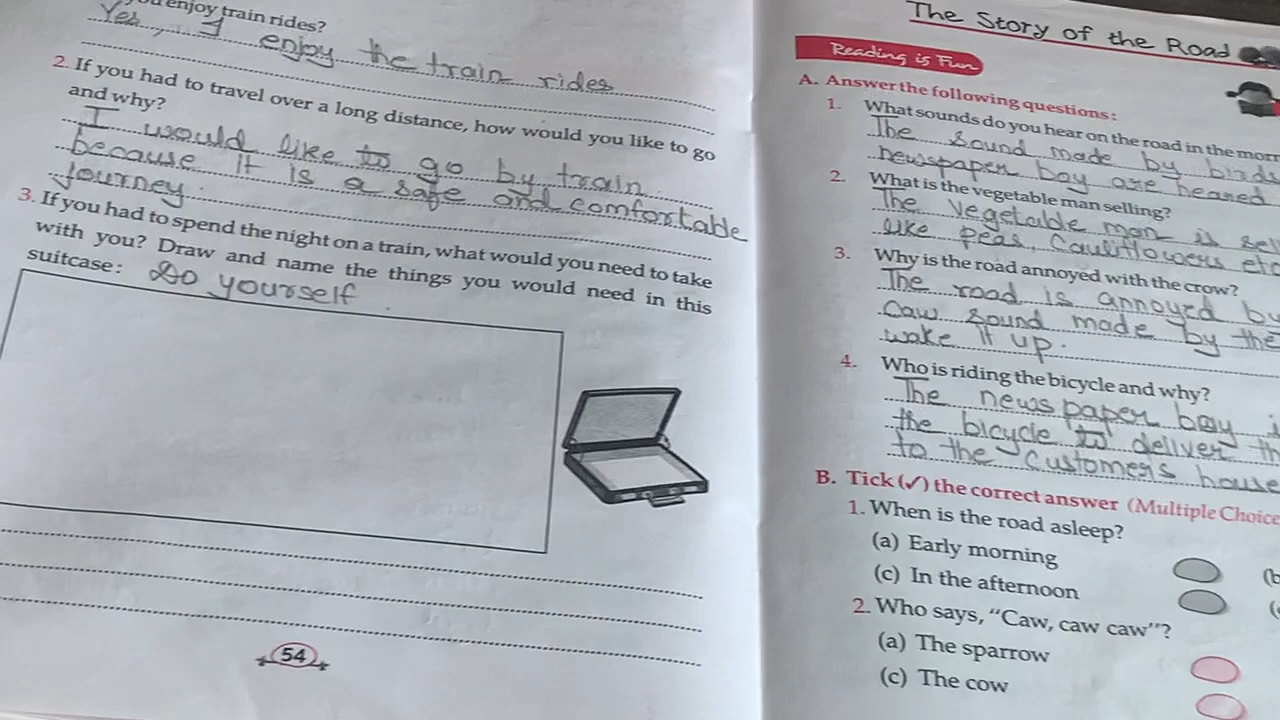 you enjoy train rides?
Yes, I enjoy the train rides
2. If you had to travel over a long distance, how would you like to go
and why?
I would like to go by train
because it is a safe and comfortable
journey.
3. If you had to spend the night on a train, what would you need to take
with you? Draw and name the things you would need in this
suitcase: Do yourself
54
The Story of the Road
Reading is Fun
A. Answer the following questions:
1. What sounds do you hear on the road in the morn
The sound made by birds
newspaper boy are heared
2. What is the vegetable man selling?
The vegetable man is sel
like peas, Cauliflowers etc
3. Why is the road annoyed with the crow?
The road is annoyed by
caw sound made by the
wake it up.
4. Who is riding the bicycle and why?
The news paper boy i
the bicycle to deliver th
to the customers house
B. Tick (✓) the correct answer (Multiple Choice
1. When is the road asleep?
(a) Early morning (b
(c) In the afternoon (
2. Who says, "Caw, caw caw"?
(a) The sparrow
(c) The cow